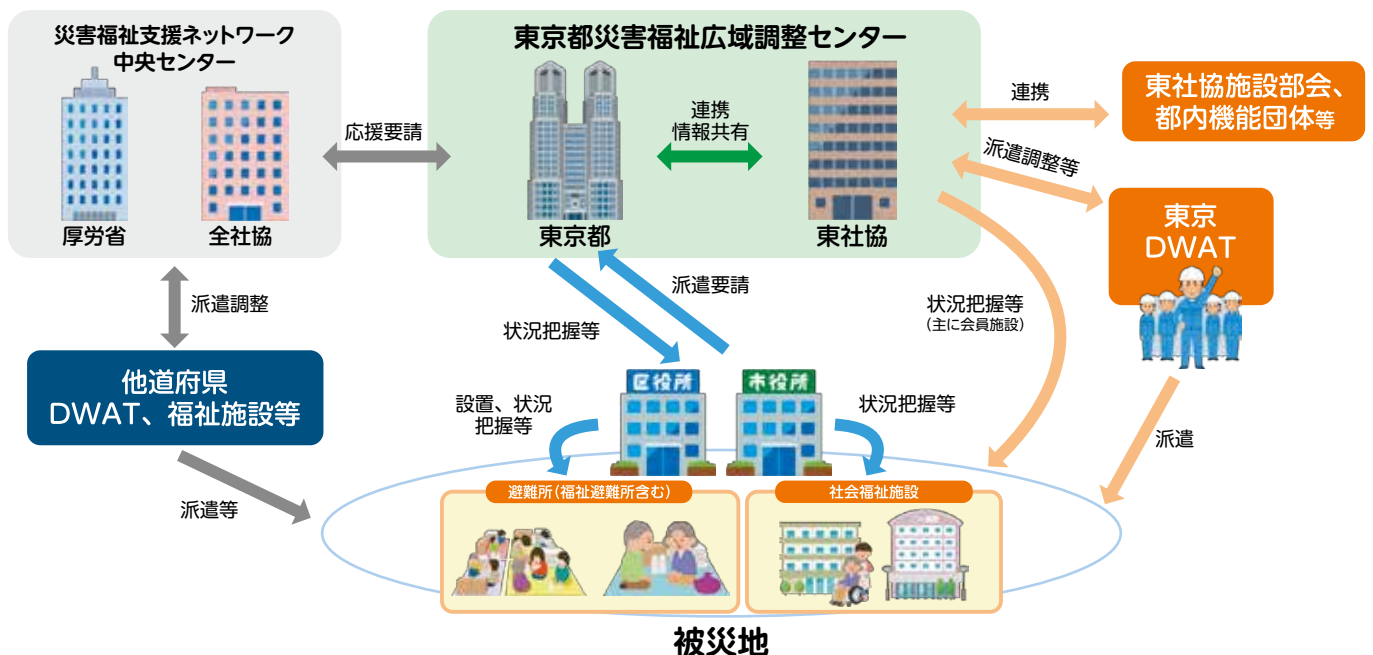 災害福祉支援ネットワーク
中央センター
厚労省
全社協
応援要請
東京都災害福祉広域調整センター
連携
情報共有
東京都
東社協
連携
東社協施設部会、
都内機能団体等
派遣調整等
東京
DWAT
派遣調整
状況把握等
派遣要請
状況把握等
(主に会員施設)
他道府県
DWAT、福祉施設等
区役所
市役所
設置、状況
把握等
状況把握等
派遣
派遣等
避難所(福祉避難所含む)
社会福祉施設
被災地